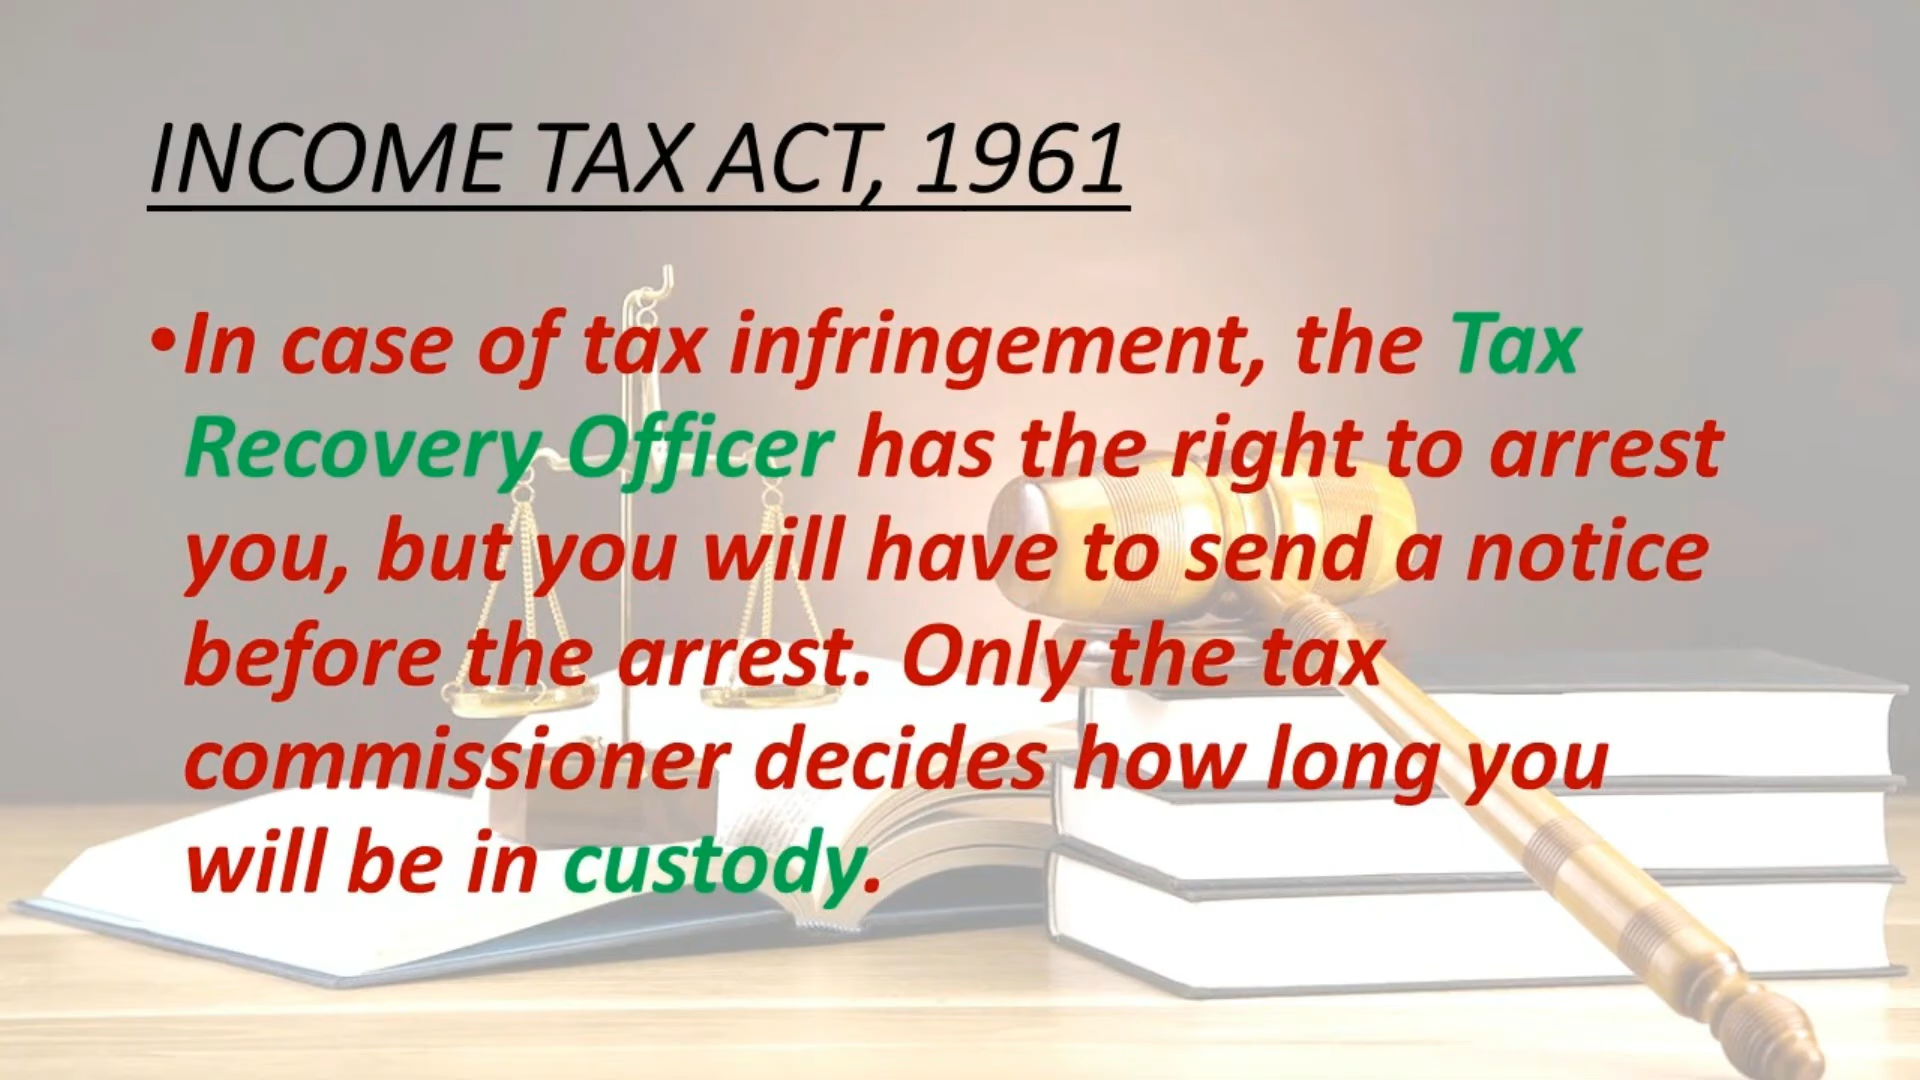 INCOME TAX ACT, 1961
•In case of tax infringement, the Tax
Recovery Officer has the right to arrest
you, but you will have to send a notice
before the arrest. Only the tax
commissioner decides how long you
will be in custody.